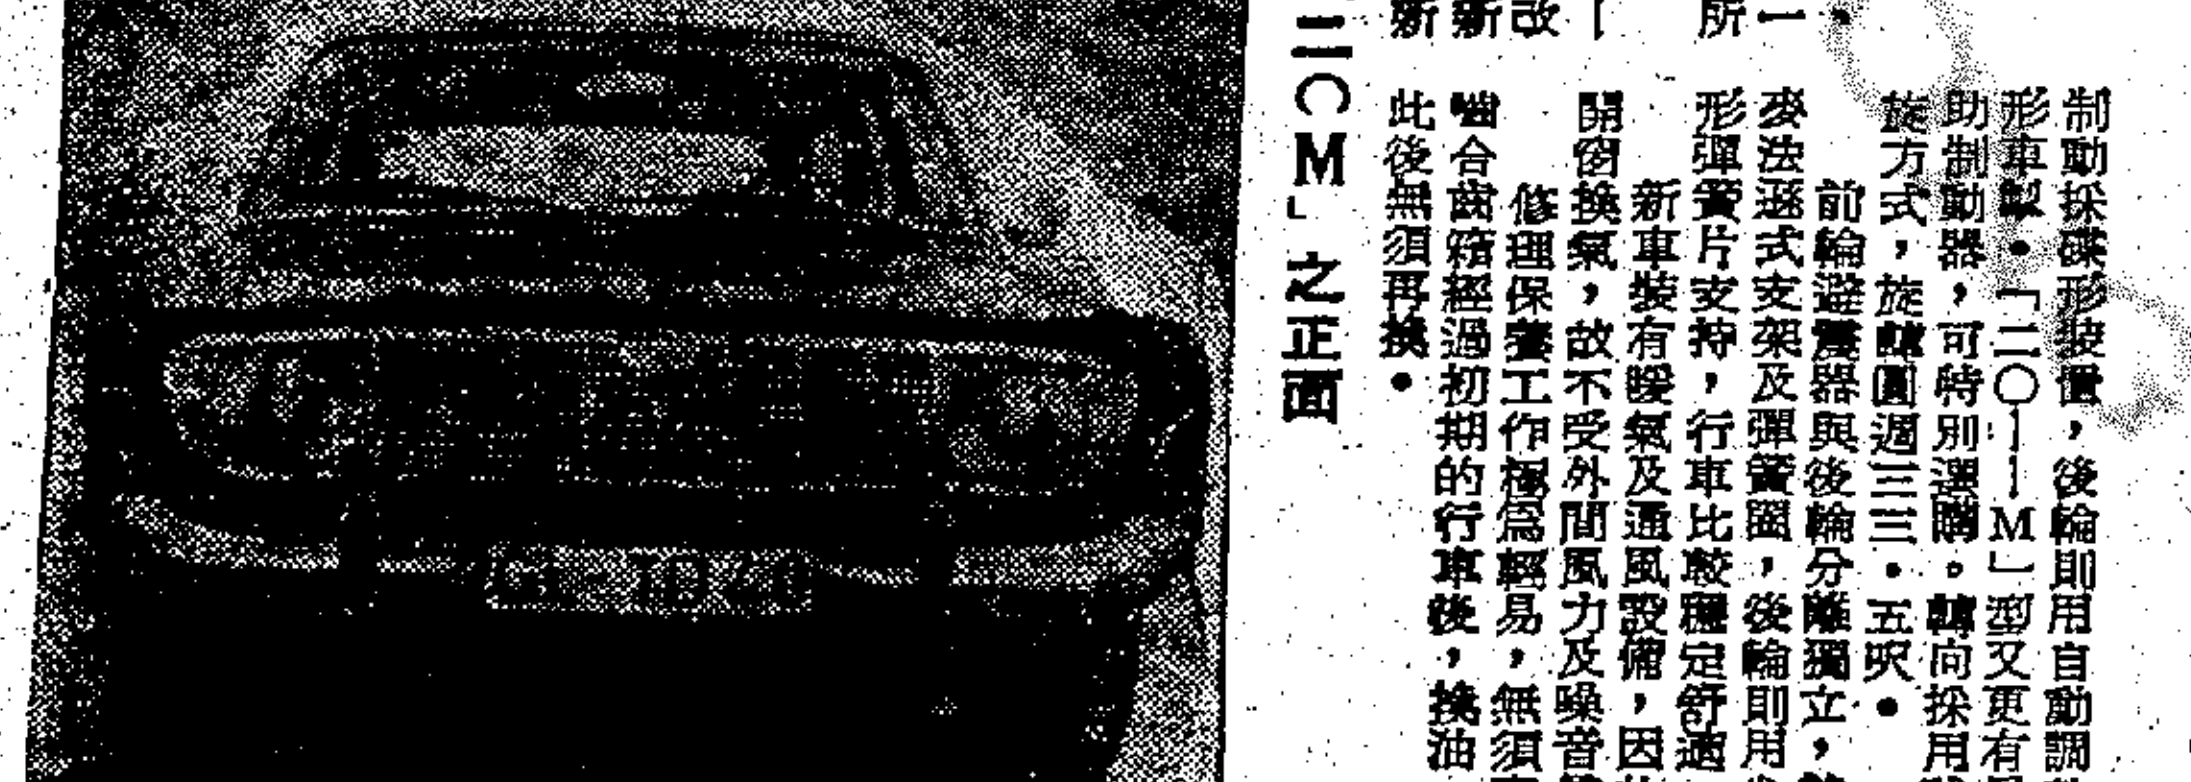 制動採碟形裝置，後輪則用自動調
形車掣・「二〇——M」型又更有
助制動器，可特別選購。轉向採用
旋方式，旋轉圓週三三・五呎・
前輪避震器與後輪分離獨立，
麥法遜式支架及彈簧圈，後輪則用
形彈簧片支持，行車比較穩定舒適
新車裝有暖氣及通風設備，因
開窗換氣，故不受外間風力及噪音
修理保養工作極爲輕易，無須
嚙合齒箱經過初期的行車後，換油
此後無須再換・
一
所
改
新
新
二〇M」之正面